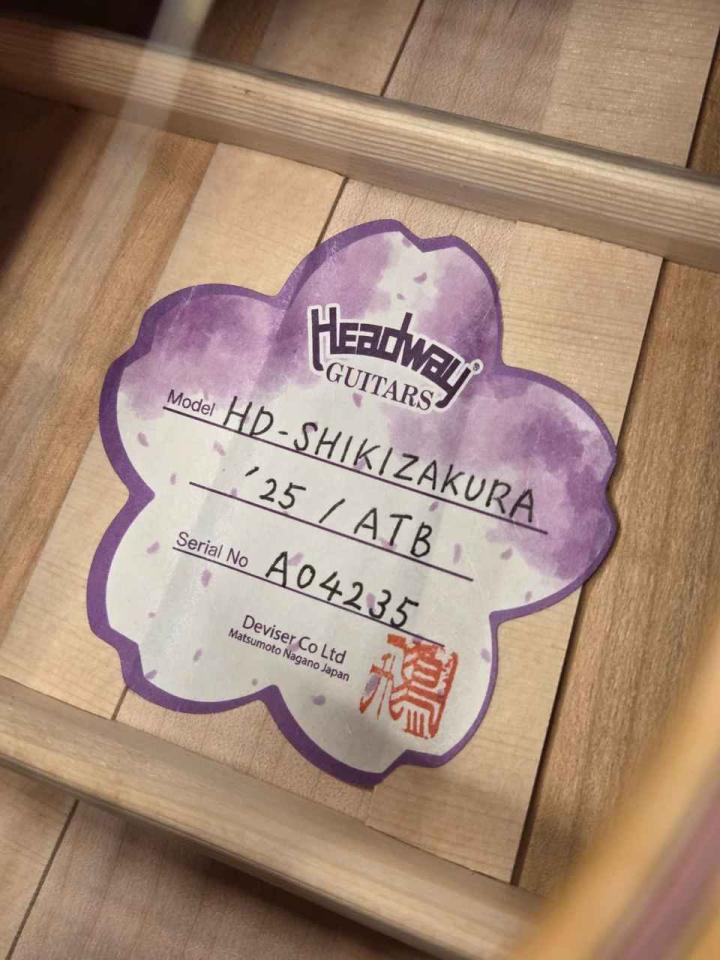 Headway®
GUITARS
Model HD-SHIKIZAKURA
'25 / ATB
Serial No A04235
Deviser Co Ltd
Matsumoto Nagano Japan